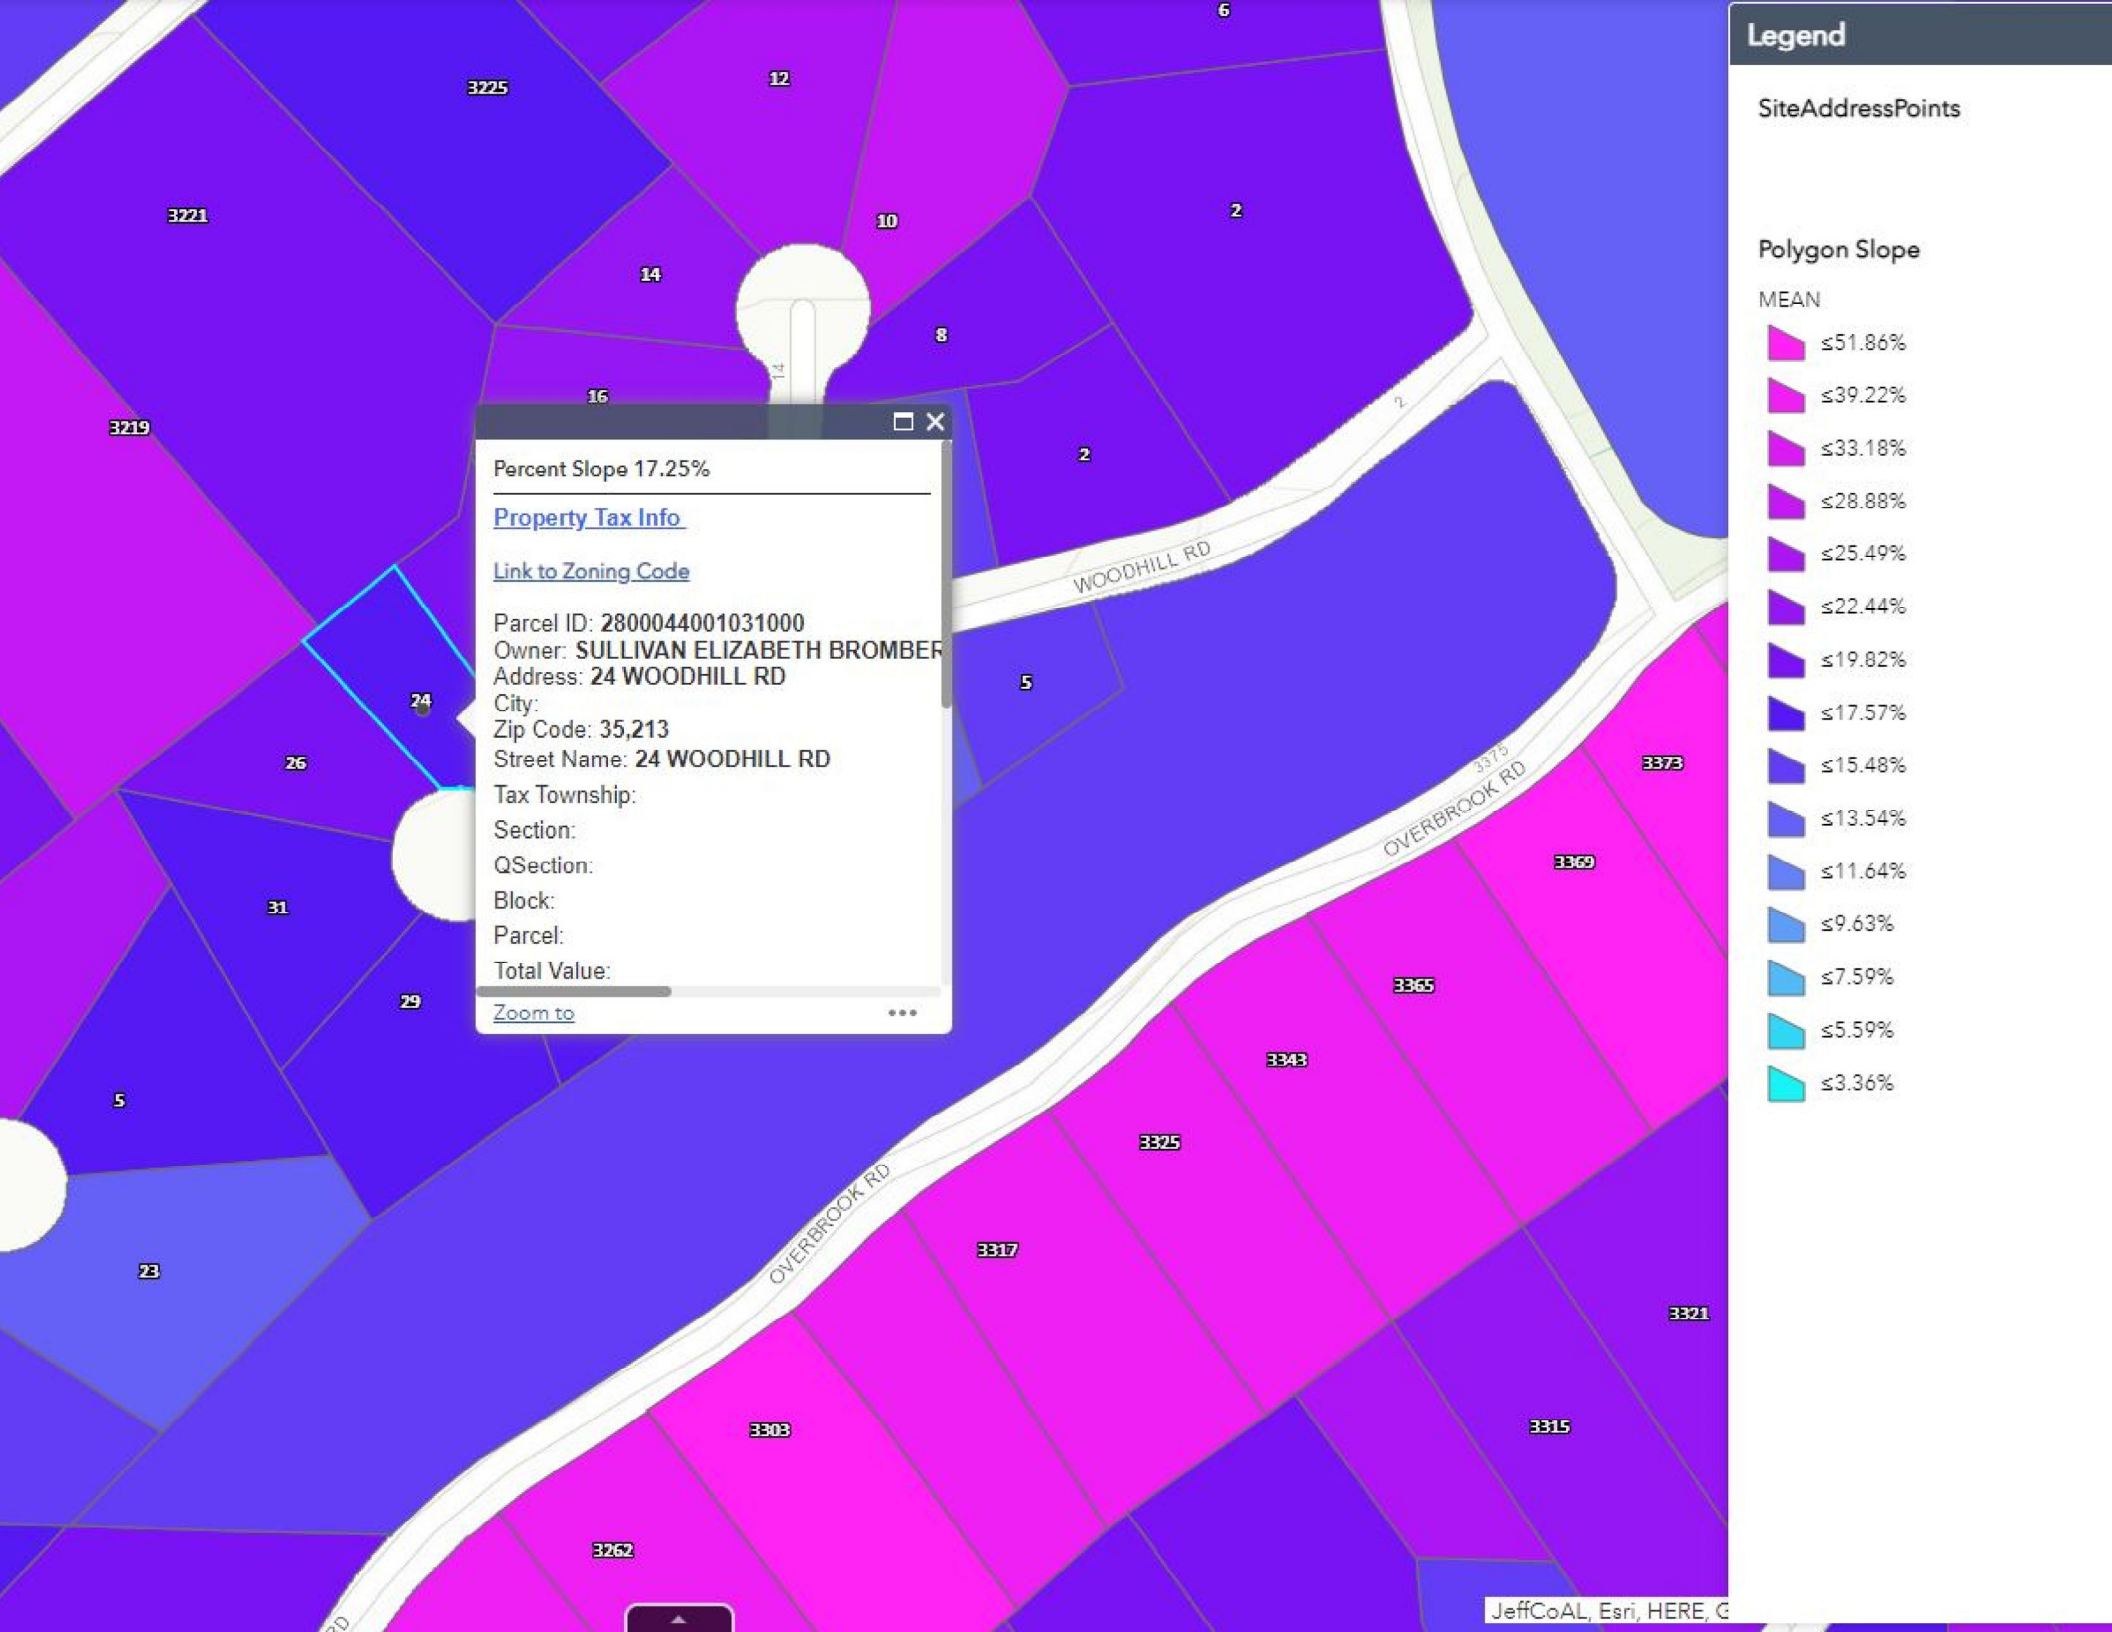 6
12
3225
10
2
3221
14
8
14
16
2
3219
2
Percent Slope 17.25%
Property Tax Info
Link to Zoning Code
Parcel ID: 2800044001031000
Owner: SULLIVAN ELIZABETH BROMBER
Address: 24 WOODHILL RD
City:
Zip Code: 35,213
Street Name: 24 WOODHILL RD
Tax Township:
Section:
QSection:
Block:
Parcel:
Total Value:
Zoom to
WOODHILL RD
5
24
26
31
29
5
23
3373
3375
OVERBROOK RD
3369
3365
3343
3325
OVERBROOK RD
3317
3321
3315
3303
3262
RD
JeffCoAL, Esri, HERE, G
Legend
SiteAddressPoints
Polygon Slope
MEAN
≤51.86%
≤39.22%
≤33.18%
≤28.88%
≤25.49%
≤22.44%
≤19.82%
≤17.57%
≤15.48%
≤13.54%
≤11.64%
≤9.63%
≤7.59%
≤5.59%
≤3.36%